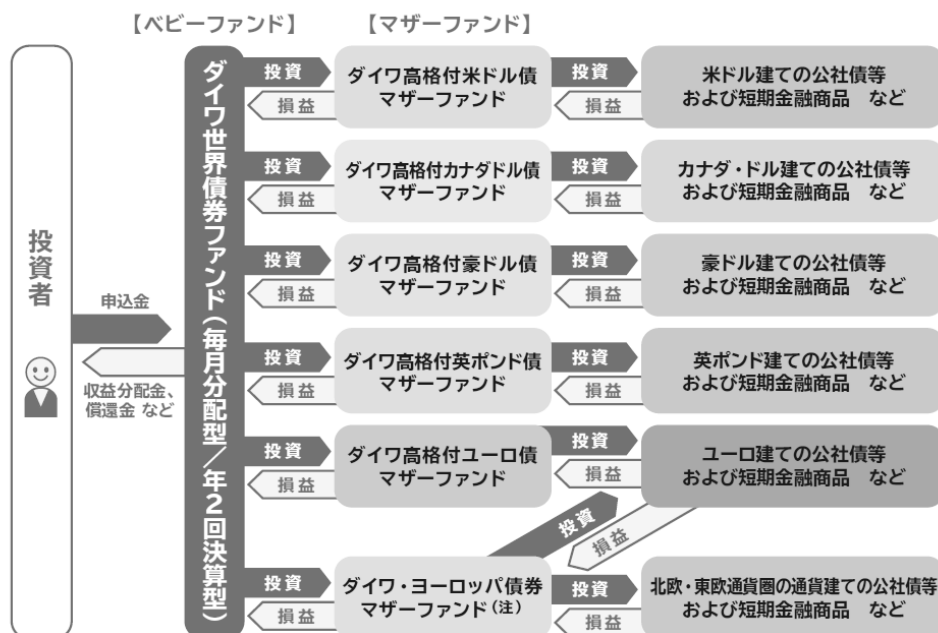 【ベビーファンド】
【マザーファンド】
投資者
申込金
収益分配金、
償還金 など
ダイワ世界債券ファンド(毎月分配型/年2回決算型)
投資
損益
ダイワ高格付米ドル債
マザーファンド
投資
損益
米ドル建ての公社債等
および短期金融商品 など
投資
損益
ダイワ高格付カナダドル債
マザーファンド
投資
損益
カナダ・ドル建ての公社債等
および短期金融商品 など
投資
損益
ダイワ高格付豪ドル債
マザーファンド
投資
損益
豪ドル建ての公社債等
および短期金融商品 など
投資
損益
ダイワ高格付英ポンド債
マザーファンド
投資
損益
英ポンド建ての公社債等
および短期金融商品 など
投資
損益
ダイワ高格付ユーロ債
マザーファンド
投資
損益
ユーロ建ての公社債等
および短期金融商品 など
投資
損益
投資
損益
ダイワ・ヨーロッパ債券
マザーファンド(注)
投資
損益
北欧・東欧通貨圏の通貨建ての公社債等
および短期金融商品 など